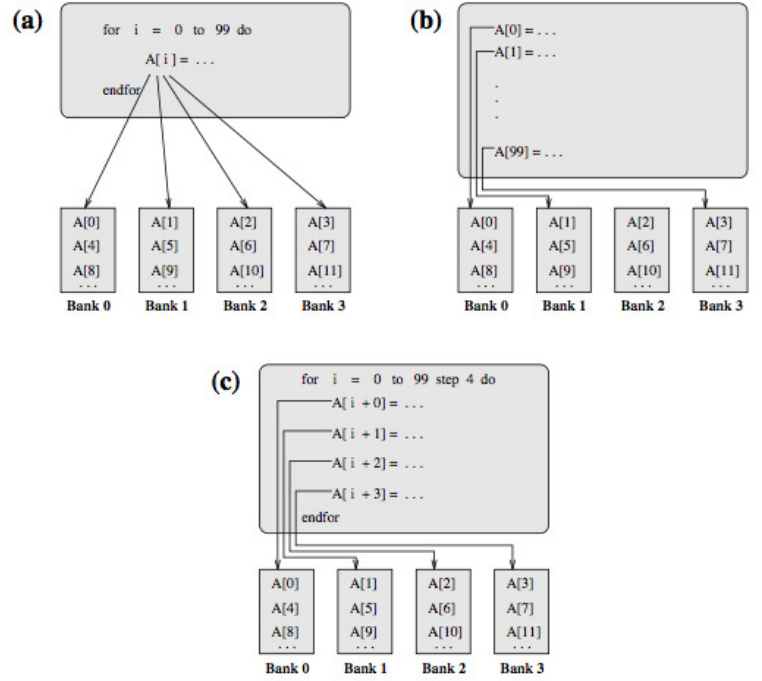 (a)
for i = 0 to 99 do
A[ i ] = . . .
endfor
A[0] A[1] A[2] A[3]
A[4] A[5] A[6] A[7]
A[8] A[9] A[10] A[11]
. . . . . . . . . . . .
Bank 0 Bank 1 Bank 2 Bank 3
(b)
A[0] = . . .
A[1] = . . .
.
.
.
A[99] = . . .
A[0] A[1] A[2] A[3]
A[4] A[5] A[6] A[7]
A[8] A[9] A[10] A[11]
. . . . . . . . . . . .
Bank 0 Bank 1 Bank 2 Bank 3
(c)
for i = 0 to 99 step 4 do
A[ i + 0] = . . .
A[ i + 1] = . . .
A[ i + 2] = . . .
A[ i + 3] = . . .
endfor
A[0] A[1] A[2] A[3]
A[4] A[5] A[6] A[7]
A[8] A[9] A[10] A[11]
. . . . . . . . . . . .
Bank 0 Bank 1 Bank 2 Bank 3